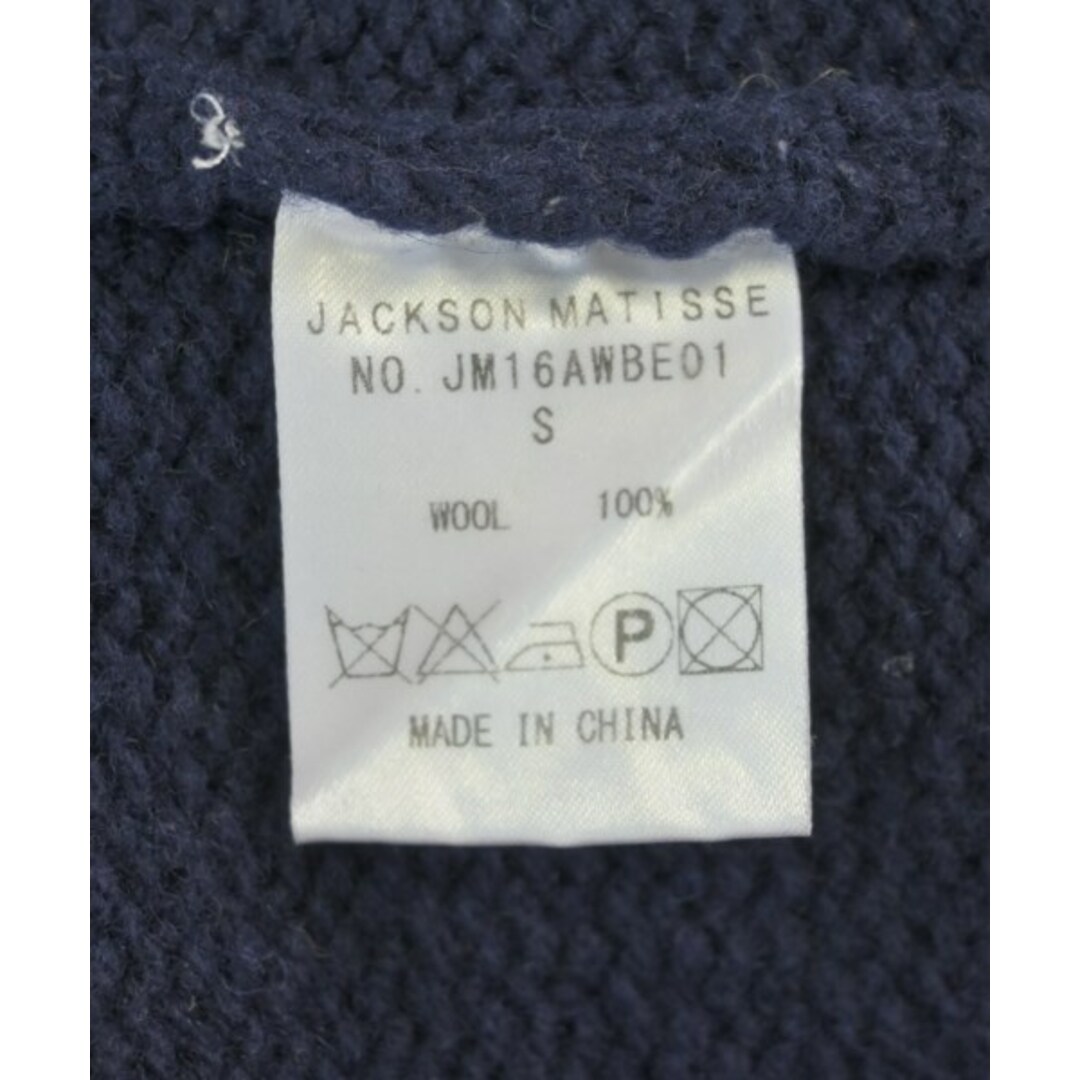 JACKSON MATISSE
NO. JM16AWBE01
S
WOOL 100%
P
MADE IN CHINA